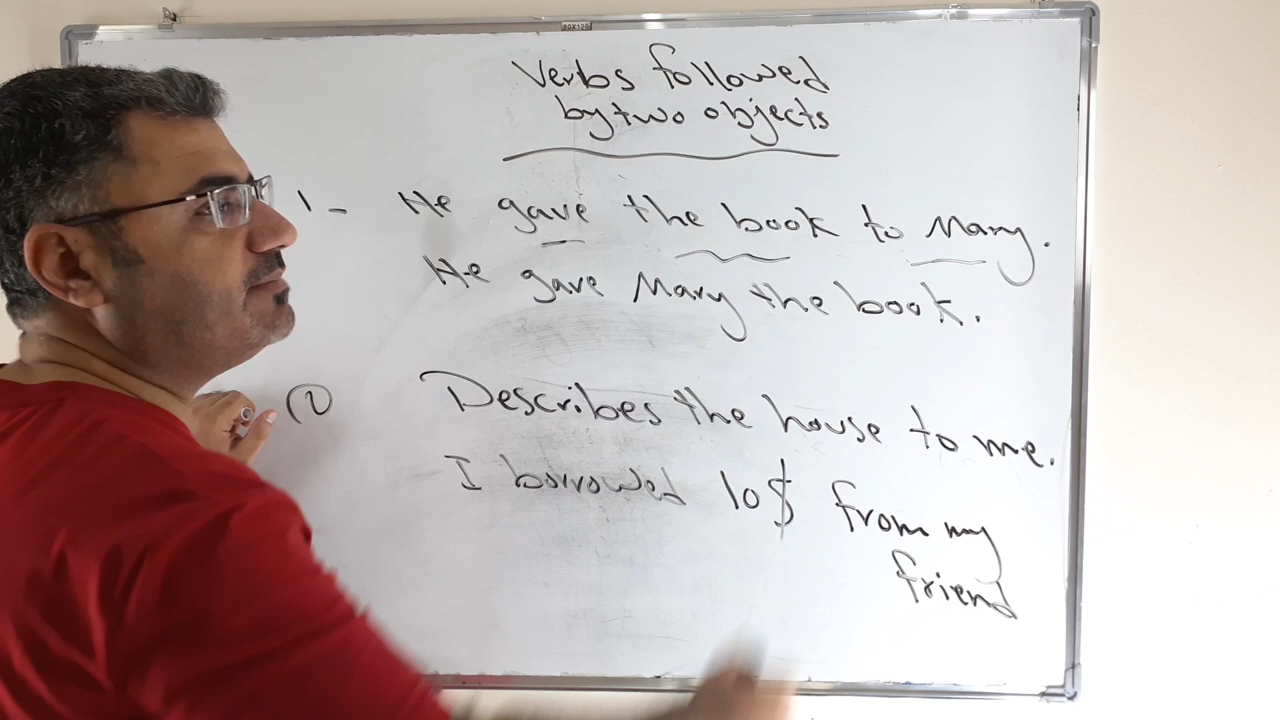 80X120
Verbs followed
by two objects
1- He gave the book to Mary.
He gave Mary the book.
2 Describes the house to me.
I borrowed 10$ from my
friend